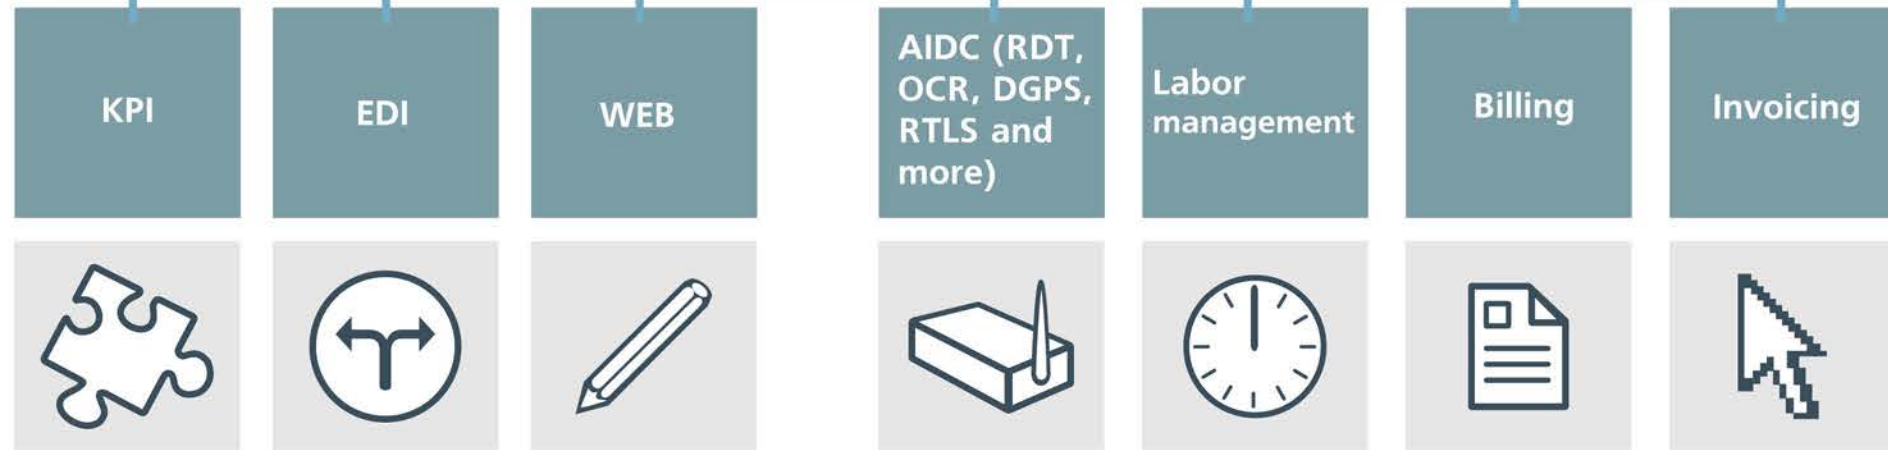 KPI
EDI
WEB
AIDC (RDT,
OCR, DGPS,
RTLS and
more)
Labor
management
Billing
Invoicing